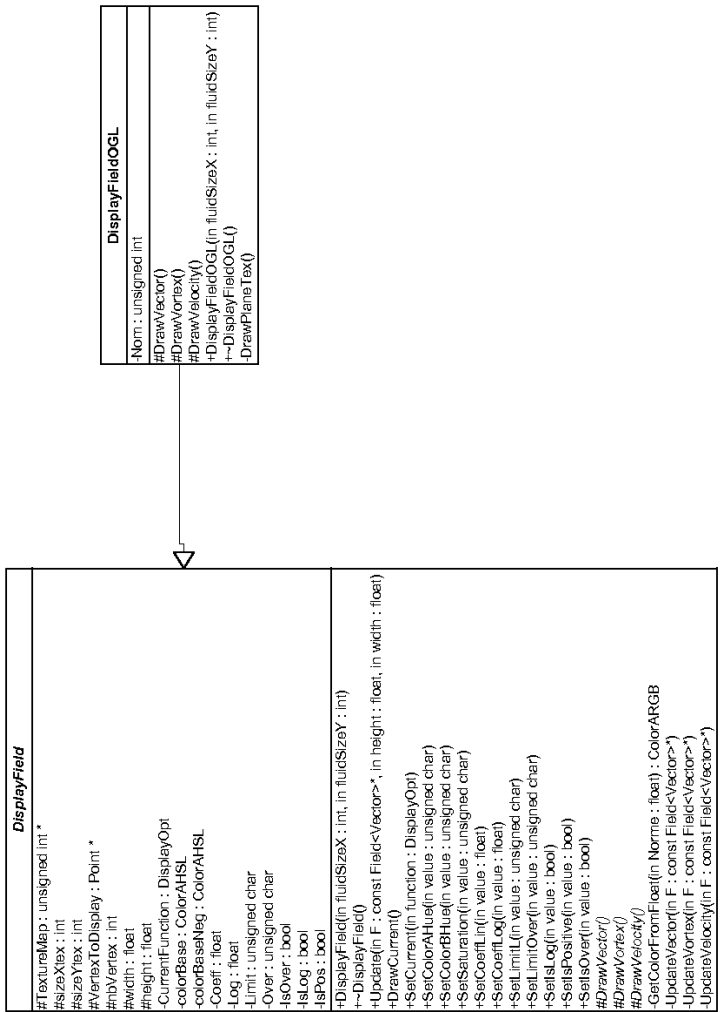 DisplayField
#TextureMap : unsigned int *
#sizeXtex : int
#sizeYtex : int
#VertexToDisplay : Point *
#nbVertex : int
#width : float
#height : float
-CurrentFunction : DisplayOpt
-colorBase : ColorAHSL
-colorBaseNeg : ColorAHSL
-Coeff : float
-Log : float
-Limit : unsigned char
-Over : unsigned char
-IsOver : bool
-IsLog : bool
-IsPos : bool
+DisplayField(in fluidSizeX : int, in fluidSizeY : int)
+~DisplayField()
+Update(in F : const Field<Vector>*, in height : float, in width : float)
+DrawCurrent()
+SetCurrent(in function : DisplayOpt)
+SetColorAHue(in value : unsigned char)
+SetColorBHue(in value : unsigned char)
+SetSaturation(in value : unsigned char)
+SetCoeffLin(in value : float)
+SetCoeffLog(in value : float)
+SetLimitL(in value : unsigned char)
+SetLimitOver(in value : unsigned char)
+SetIsLog(in value : bool)
+SetIsPositive(in value : bool)
+SetIsOver(in value : bool)
#DrawVector()
#DrawVortex()
#DrawVelocity()
-GetColorFromFloat(in Norme : float) : ColorARGB
-UpdateVector(in F : const Field<Vector>*)
-UpdateVortex(in F : const Field<Vector>*)
-UpdateVelocity(in F : const Field<Vector>*)
DisplayFieldOGL
-Nom : unsigned int
#DrawVector()
#DrawVortex()
#DrawVelocity()
+DisplayFieldOGL(in fluidSizeX : int, in fluidSizeY : int)
+~DisplayFieldOGL()
-DrawPlaneTex()